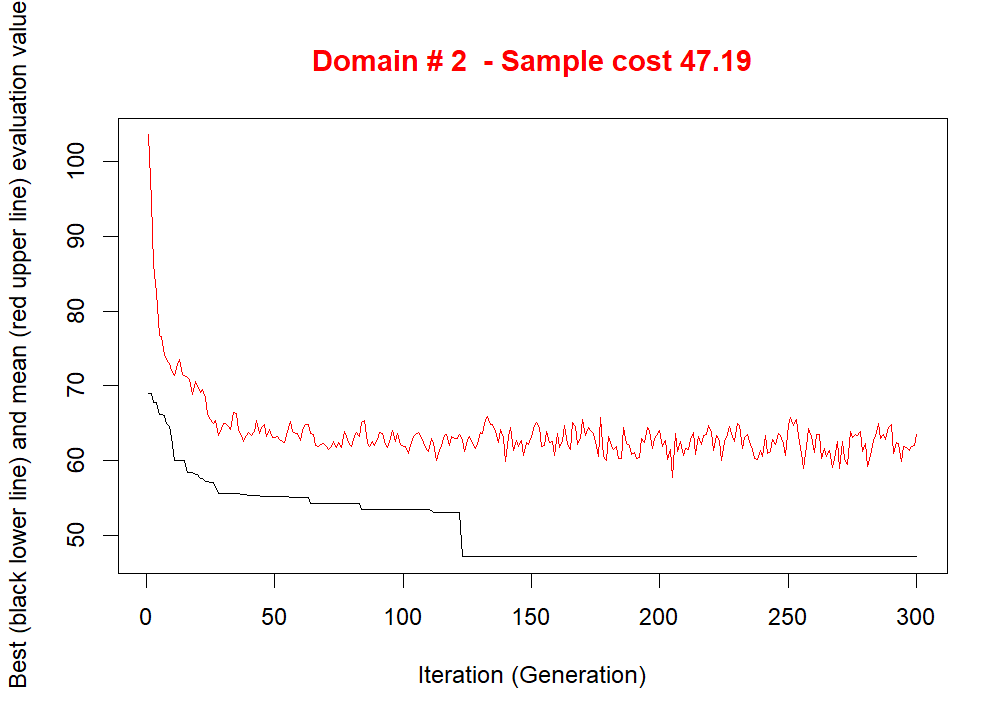 Domain # 2 - Sample cost 47.19
Best (black lower line) and mean (red upper line) evaluation value
100
90
80
70
60
50
0 50 100 150 200 250 300
Iteration (Generation)